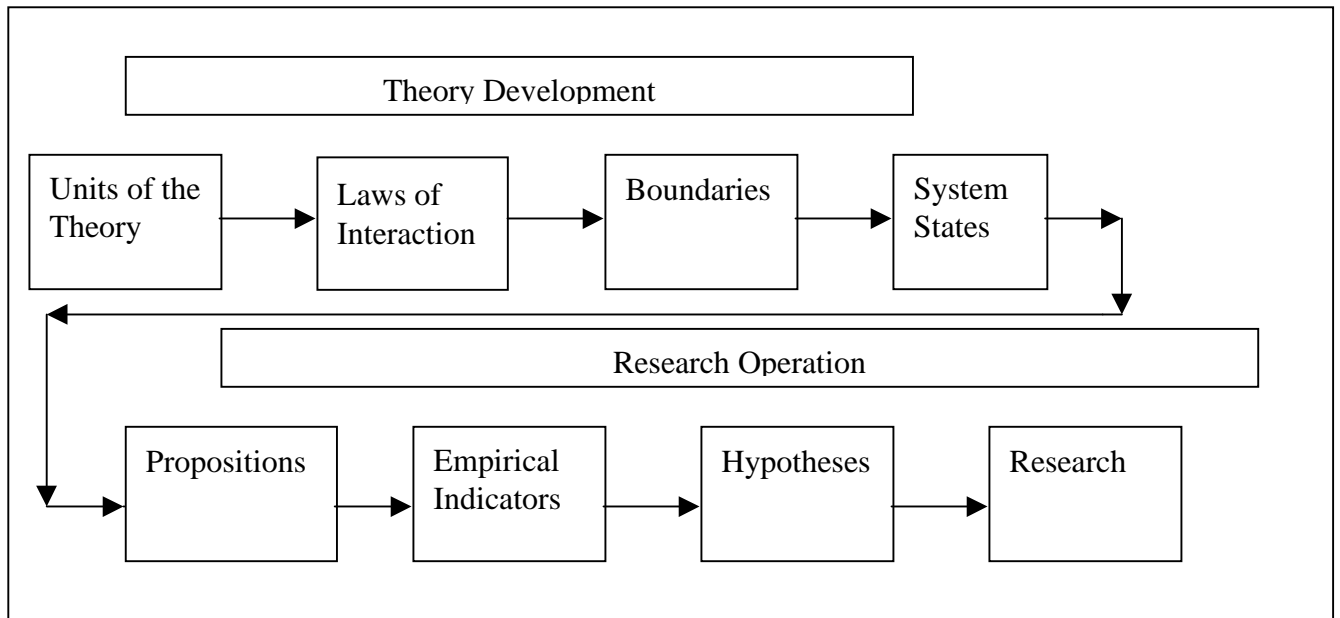 Theory Development
Units of the
Theory
Laws of
Interaction
Boundaries
System
States
Research Operation
Propositions
Empirical
Indicators
Hypotheses
Research